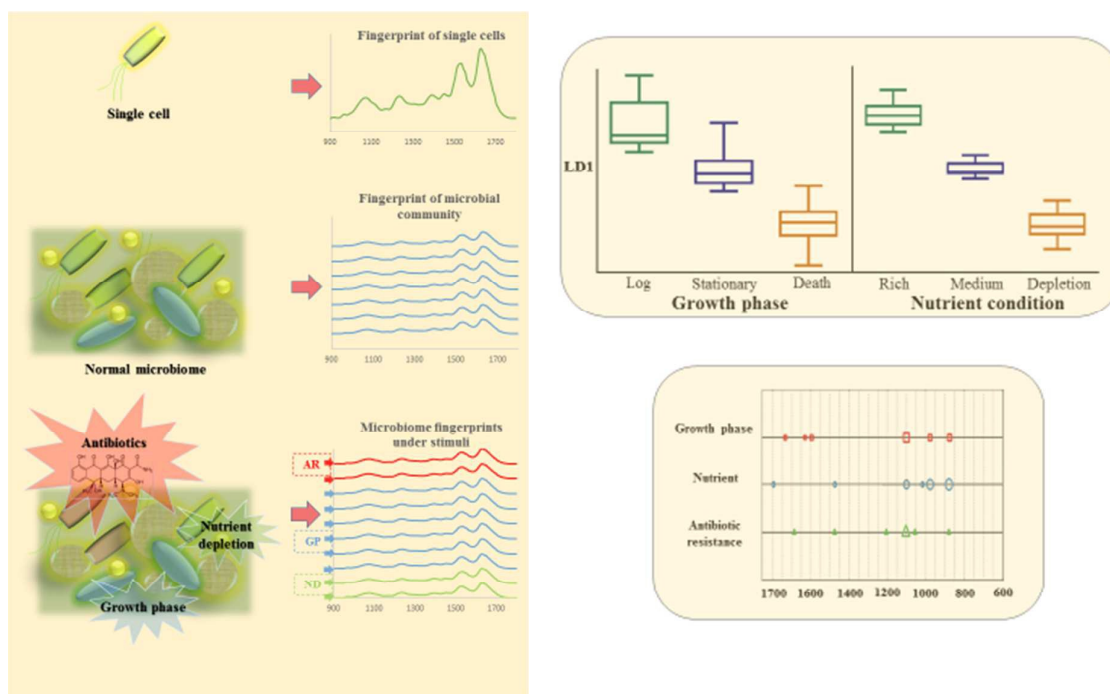 Single cell
Fingerprint of single cells
900 1100 1300 1500 1700
Normal microbiome
Fingerprint of microbial
community
900 1100 1300 1500 1700
Antibiotics
Nutrient
depletion
Growth phase
Microbiome fingerprints
under stimuli
AR
GP
ND
900 1100 1300 1500 1700
LD1
Log Stationary Death
Growth phase
Rich Medium Depletion
Nutrient condition
Growth phase
Nutrient
Antibiotic
resistance
1700 1600 1400 1200 1000 800 600